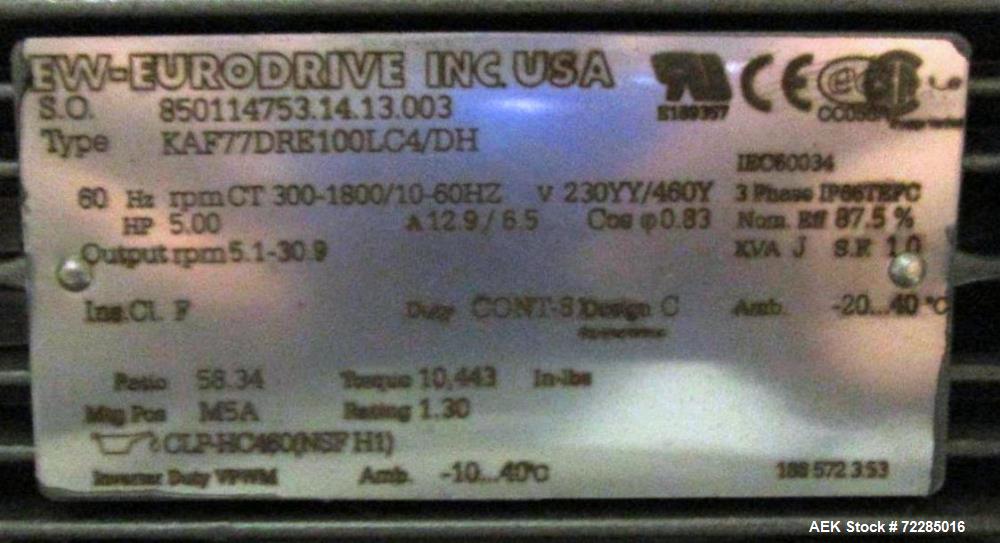 EW-EURODRIVE INC. USA
S.O. 850114753.14.13.003
Type KAF77DRE100LC4/DH
E189357
IEC60034
60 Hz rpm CT 300-1800/10-60HZ V 230YY/460Y 3 Phase IP66TEFC
HP 5.00 A 12.9 / 6.5 Cos φ 0.83 Nom. Eff 87.5 %
Output rpm 5.1-30.9 KVA J S.F. 1.0
Ins.Cl. F Duty CONT-S1 Design C Amb. -20...40 °C
Ratio 58.34 Torque 10,443 In-lbs
Mtg Pos M5A Rating 1.30
CLP-HC460(NSF H1)
Inverter Duty VPWM Amb. -10...40°C 188 572 3 53
AEK Stock # 72285016